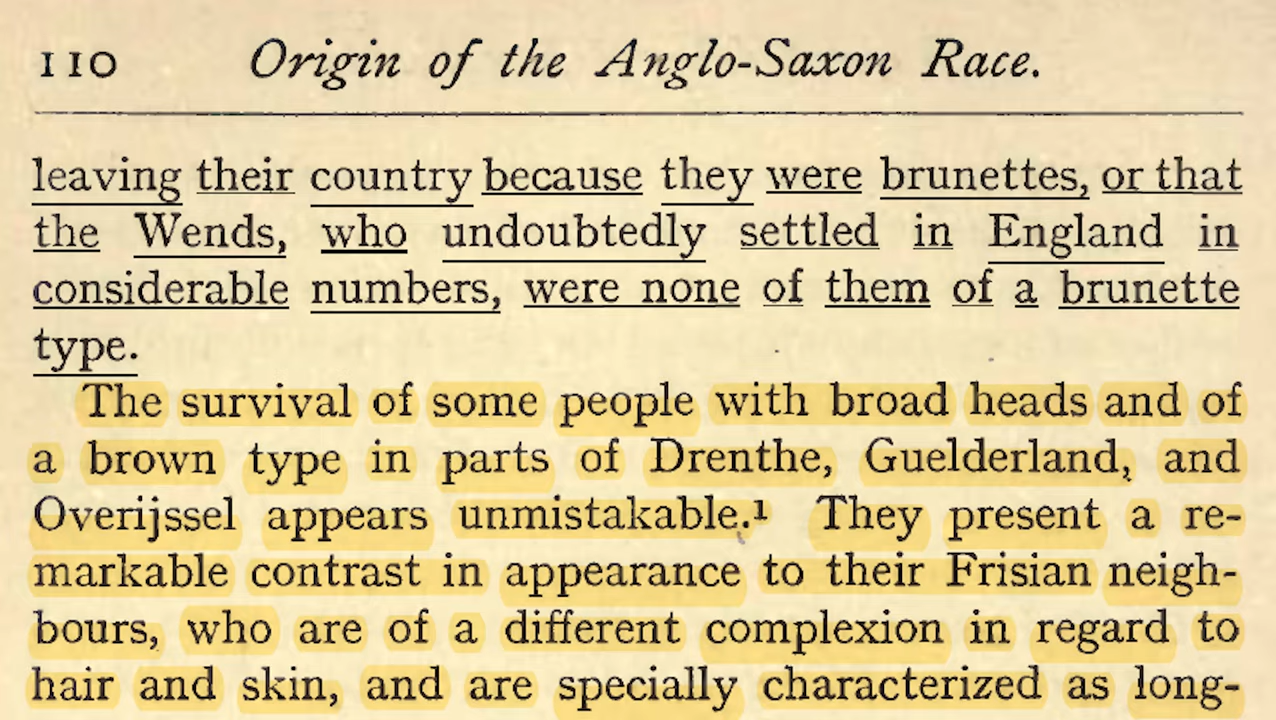 110 Origin of the Anglo-Saxon Race.
leaving their country because they were brunettes, or that
the Wends, who undoubtedly settled in England in
considerable numbers, were none of them of a brunette
type.
The survival of some people with broad heads and of
a brown type in parts of Drenthe, Guelderland, and
Overijssel appears unmistakable.¹ They present a re-
markable contrast in appearance to their Frisian neigh-
bours, who are of a different complexion in regard to
hair and skin, and are specially characterized as long-